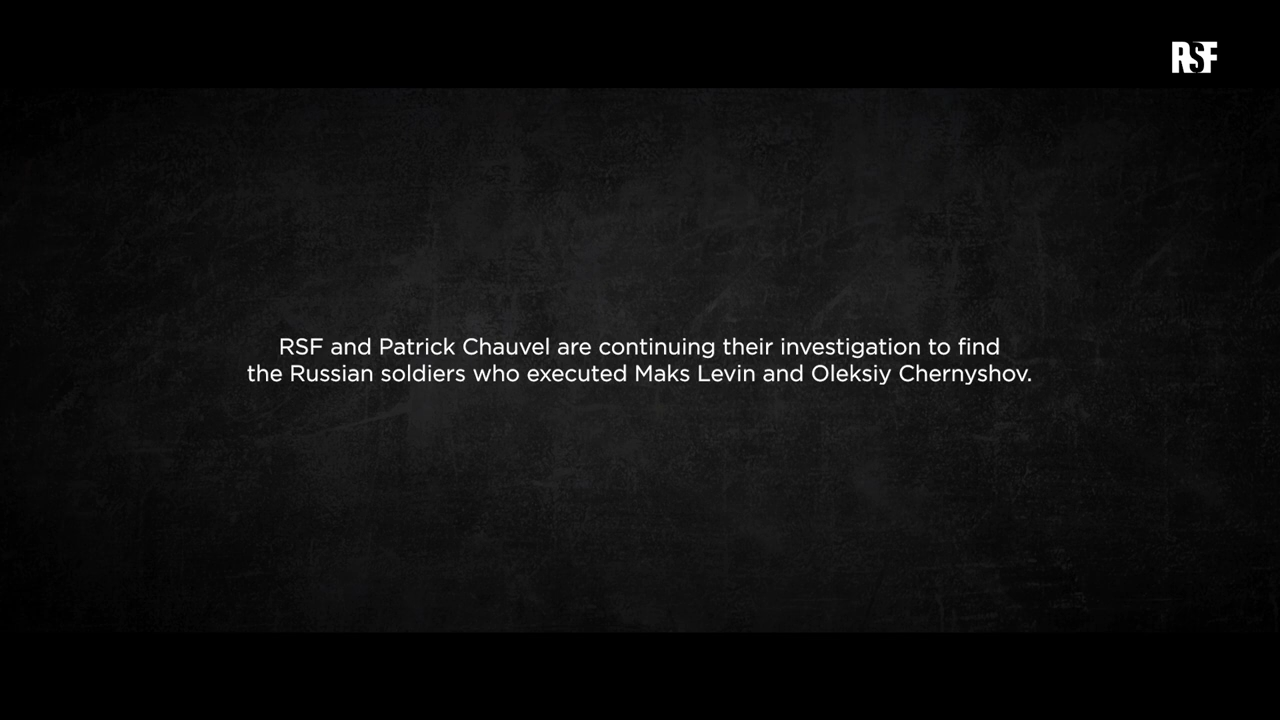 RSF
RSF and Patrick Chauvel are continuing their investigation to find
the Russian soldiers who executed Maks Levin and Oleksiy Chernyshov.